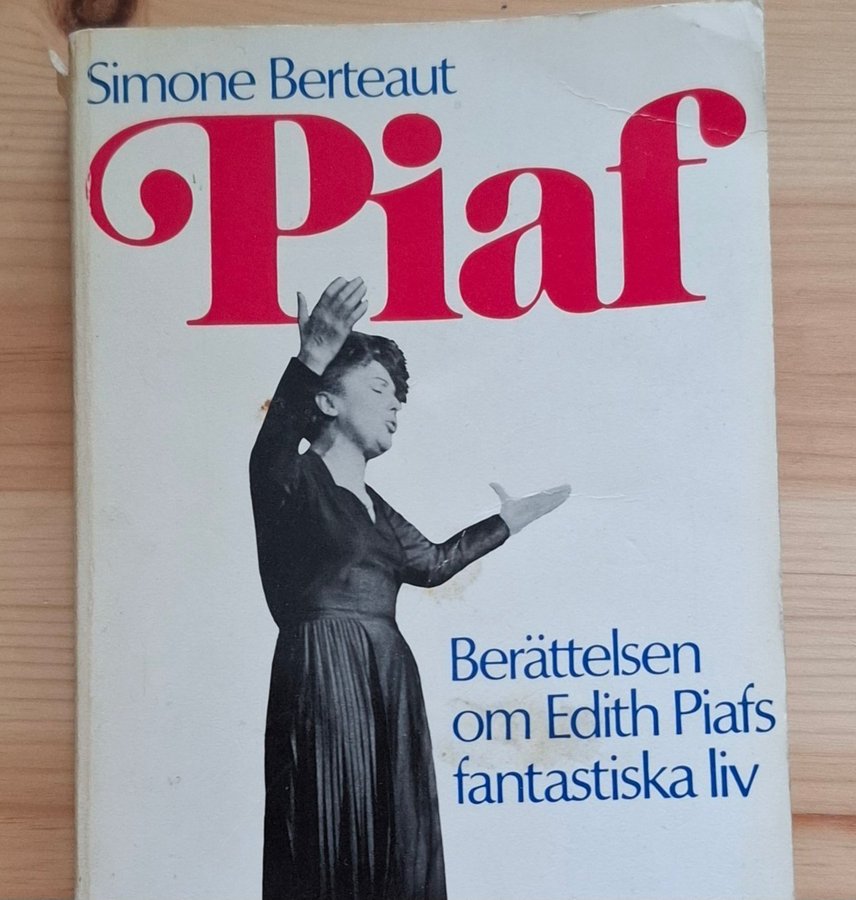 Simone Berteaut
Piaf
Berättelsen
om Edith Piafs
fantastiska liv